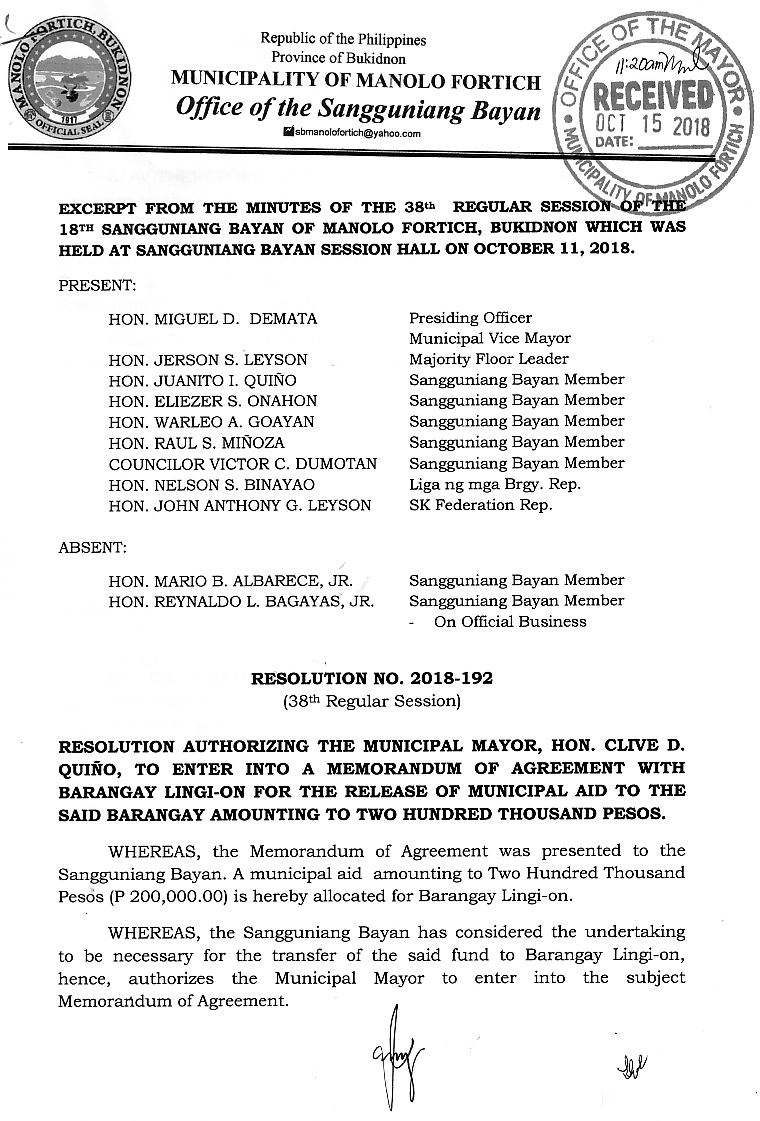 Republic of the Philippines
Province of Bukidnon
MUNICIPALITY OF MANOLO FORTICH
Office of the Sangguniang Bayan
sbmanolofortich@yahoo.com
MANOLO FORTICH, BUKIDNON
1917
OFFICIAL SEAL
OFFICE OF THE MAYOR
11:20am
RECEIVED
OCT 15 2018
DATE:
MUNICIPALITY OF MANOLO FORTICH
EXCERPT FROM THE MINUTES OF THE 38th REGULAR SESSION OF THE
18TH SANGGUNIANG BAYAN OF MANOLO FORTICH, BUKIDNON WHICH WAS
HELD AT SANGGUNIANG BAYAN SESSION HALL ON OCTOBER 11, 2018.
PRESENT:
HON. MIGUEL D. DEMATA Presiding Officer
Municipal Vice Mayor
HON. JERSON S. LEYSON Majority Floor Leader
HON. JUANITO I. QUIÑO Sangguniang Bayan Member
HON. ELIEZER S. ONAHON Sangguniang Bayan Member
HON. WARLEO A. GOAYAN Sangguniang Bayan Member
HON. RAUL S. MIÑOZA Sangguniang Bayan Member
COUNCILOR VICTOR C. DUMOTAN Sangguniang Bayan Member
HON. NELSON S. BINAYAO Liga ng mga Brgy. Rep.
HON. JOHN ANTHONY G. LEYSON SK Federation Rep.
ABSENT:
HON. MARIO B. ALBARECE, JR. Sangguniang Bayan Member
HON. REYNALDO L. BAGAYAS, JR. Sangguniang Bayan Member
- On Official Business
RESOLUTION NO. 2018-192
(38th Regular Session)
RESOLUTION AUTHORIZING THE MUNICIPAL MAYOR, HON. CLIVE D.
QUIÑO, TO ENTER INTO A MEMORANDUM OF AGREEMENT WITH
BARANGAY LINGI-ON FOR THE RELEASE OF MUNICIPAL AID TO THE
SAID BARANGAY AMOUNTING TO TWO HUNDRED THOUSAND PESOS.
WHEREAS, the Memorandum of Agreement was presented to the
Sangguniang Bayan. A municipal aid amounting to Two Hundred Thousand
Pesos (P 200,000.00) is hereby allocated for Barangay Lingi-on.
WHEREAS, the Sangguniang Bayan has considered the undertaking
to be necessary for the transfer of the said fund to Barangay Lingi-on,
hence, authorizes the Municipal Mayor to enter into the subject
Memorandum of Agreement.